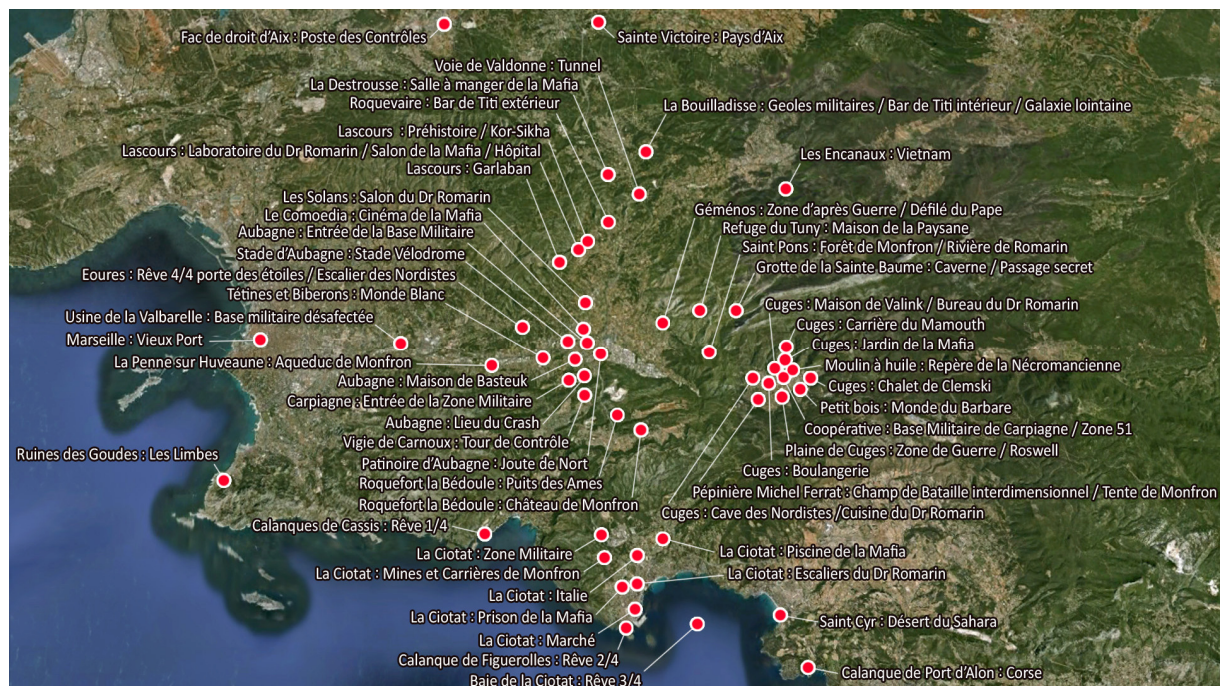 Fac de droit d'Aix : Poste des Contrôles
Sainte Victoire : Pays d'Aix
Voie de Valdonne : Tunnel
La Destrousse : Salle à manger de la Mafia
Roquevaire : Bar de Titi extérieur
La Bouilladisse : Geoles militaires / Bar de Titi intérieur / Galaxie lointaine
Lascours : Préhistoire / Kor-Sikha
Lascours : Laboratoire du Dr Romarin / Salon de la Mafia / Hôpital
Lascours : Garlaban
Les Encanaux : Vietnam
Les Solans : Salon du Dr Romarin
Le Comoedia : Cinéma de la Mafia
Aubagne : Entrée de la Base Militaire
Stade d'Aubagne : Stade Vélodrome
Eoures : Rêve 4/4 porte des étoiles / Escalier des Nordistes
Tétines et Biberons : Monde Blanc
Usine de la Valbarelle : Base militaire désaffectée
Marseille : Vieux Port
La Penne sur Huveaune : Aqueduc de Monfron
Géménos : Zone d'après Guerre / Défilé du Pape
Refuge du Tuny : Maison de la Paysane
Saint Pons : Forêt de Monfron / Rivière de Romarin
Grotte de la Sainte Baume : Caverne / Passage secret
Cuges : Maison de Valink / Bureau du Dr Romarin
Cuges : Carrière du Mamouth
Cuges : Jardin de la Mafia
Moulin à huile : Repère de la Nécromancienne
Cuges : Chalet de Clemski
Petit bois : Monde du Barbare
Coopérative : Base Militaire de Carpiagne / Zone 51
Plaine de Cuges : Zone de Guerre / Roswell
Cuges : Boulangerie
Pépinière Michel Ferrat : Champ de Bataille interdimensionnel / Tente de Monfron
Cuges : Cave des Nordistes /Cuisine du Dr Romarin
Aubagne : Maison de Basteuk
Carpiagne : Entrée de la Zone Militaire
Aubagne : Lieu du Crash
Vigie de Carnoux : Tour de Contrôle
Patinoire d'Aubagne : Joute de Nort
Roquefort la Bédoule : Puits des Ames
Roquefort la Bédoule : Château de Monfron
Ruines des Goudes : Les Limbes
Calanques de Cassis : Rêve 1/4
La Ciotat : Zone Militaire
La Ciotat : Mines et Carrières de Monfron
La Ciotat : Italie
La Ciotat : Prison de la Mafia
La Ciotat : Marché
Calanque de Figuerolles : Rêve 2/4
Baie de la Ciotat : Rêve 3/4
La Ciotat : Piscine de la Mafia
La Ciotat : Escaliers du Dr Romarin
Saint Cyr : Désert du Sahara
Calanque de Port d'Alon : Corse